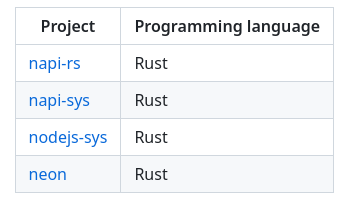 Project Programming language
napi-rs Rust
napi-sys Rust
nodejs-sys Rust
neon Rust